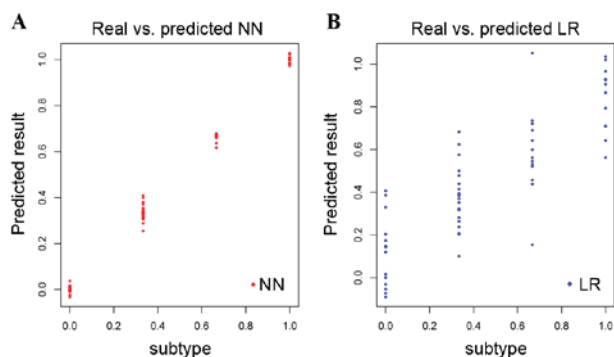 A
Real vs. predicted NN
Predicted result
1.0
0.8
0.6
0.4
0.2
0.0
NN
0.0 0.2 0.4 0.6 0.8 1.0
subtype
B
Real vs. predicted LR
Predicted result
1.0
0.8
0.6
0.4
0.2
0.0
LR
0.0 0.2 0.4 0.6 0.8 1.0
subtype